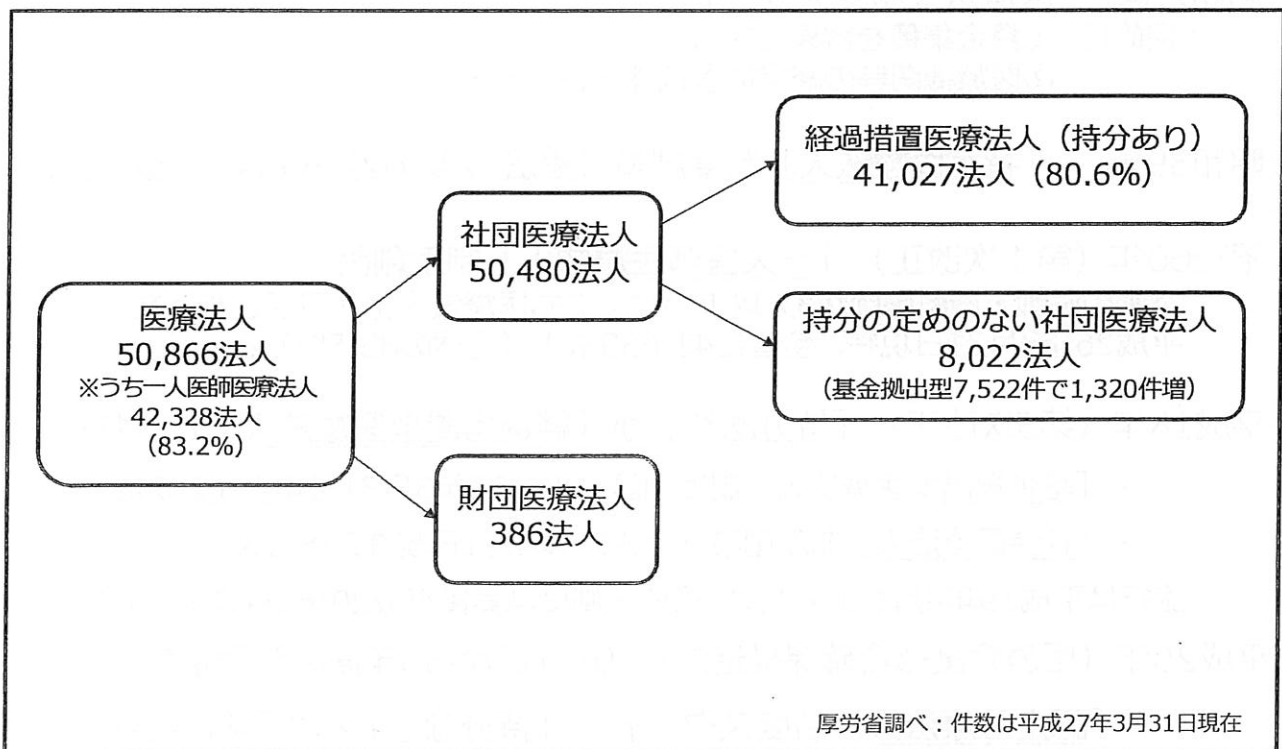 医療法人
50,866法人
※うち一人医師医療法人
42,328法人
(83.2%)
社団医療法人
50,480法人
財団医療法人
386法人
経過措置医療法人（持分あり）
41,027法人（80.6%）
持分の定めのない社団医療法人
8,022法人
(基金拠出型7,522件で1,320件増)
厚労省調べ：件数は平成27年3月31日現在